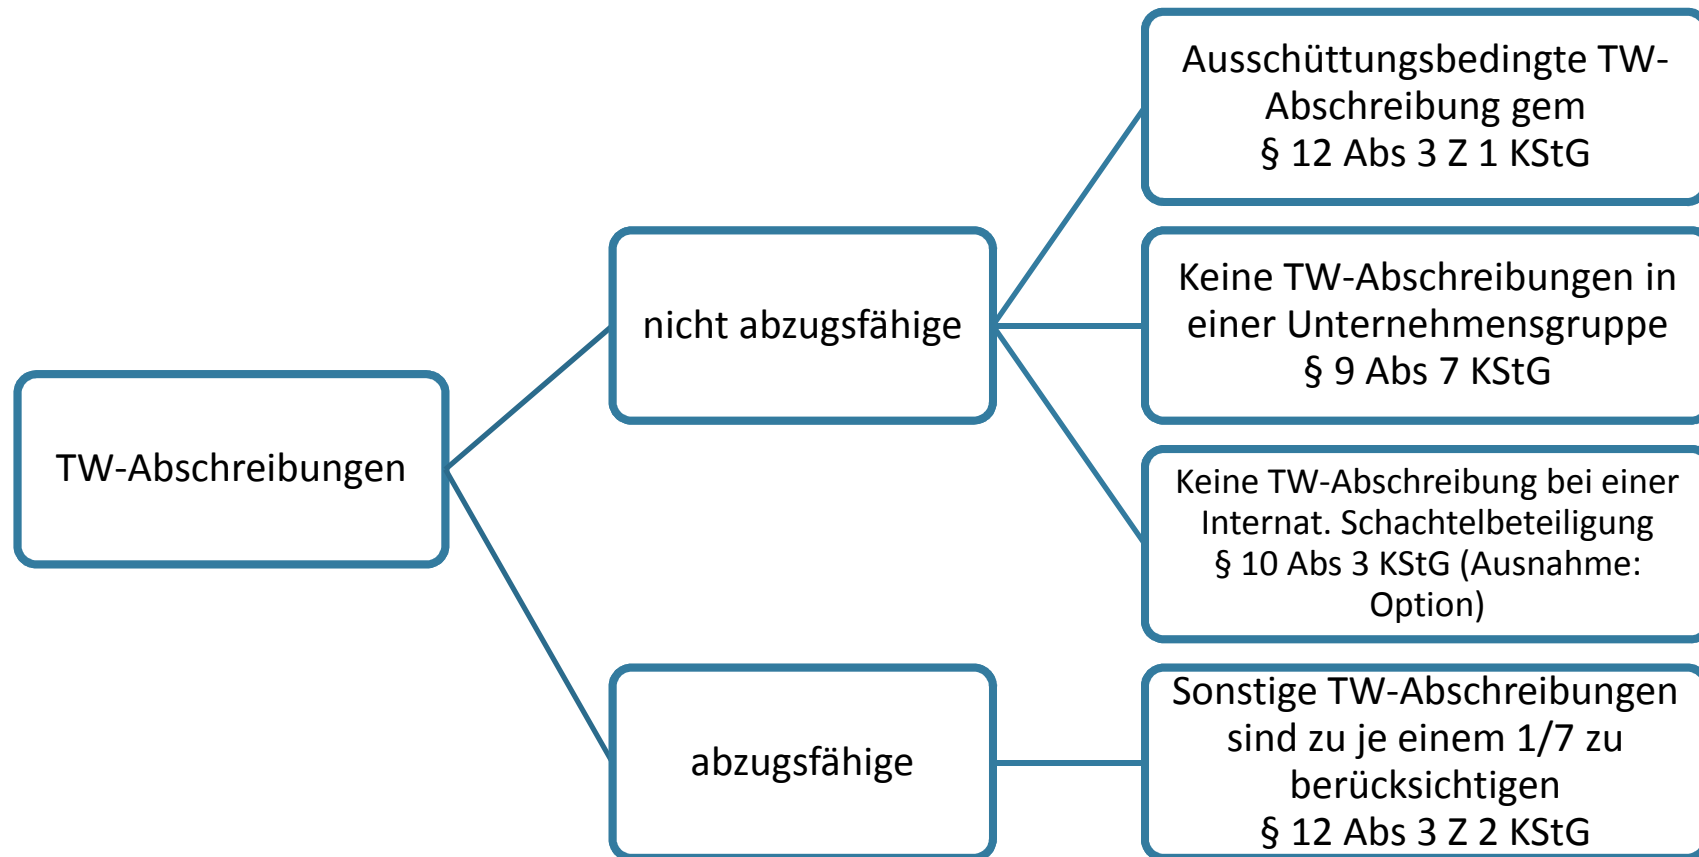 TW-Abschreibungen
nicht abzugsfähige
Ausschüttungsbedingte TW-
Abschreibung gem
§ 12 Abs 3 Z 1 KStG
Keine TW-Abschreibungen in
einer Unternehmensgruppe
§ 9 Abs 7 KStG
Keine TW-Abschreibung bei einer
Internat. Schachtelbeteiligung
§ 10 Abs 3 KStG (Ausnahme:
Option)
abzugsfähige
Sonstige TW-Abschreibungen
sind zu je einem 1/7 zu
berücksichtigen
§ 12 Abs 3 Z 2 KStG